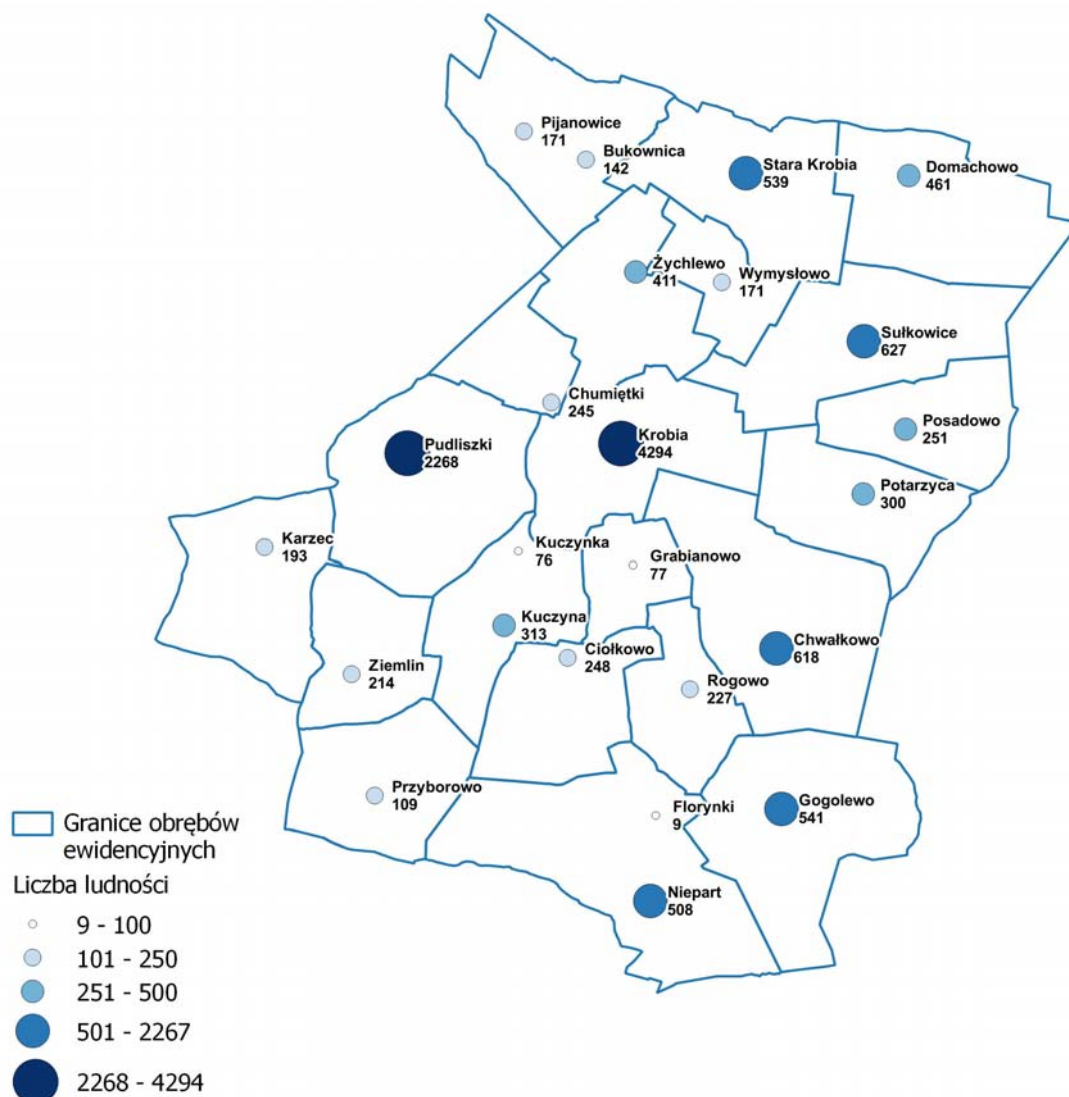 Pijanowice
171
Bukownica
142
Stara Krobia
539
Domachowo
461
Żychlewo
411
Wymysłowo
171
Sułkowice
627
Chumiętki
245
Pudliszki
2268
Krobia
4294
Posadowo
251
Potarzyca
300
Karzec
193
Kuczynka
76
Grabianowo
77
Kuczyna
313
Ciołkowo
248
Chwałkowo
618
Ziemlin
214
Rogowo
227
Przyborowo
109
Florynki
9
Gogolewo
541
Niepart
508
Granice obrębów
ewidencyjnych
Liczba ludności
9 - 100
101 - 250
251 - 500
501 - 2267
2268 - 4294